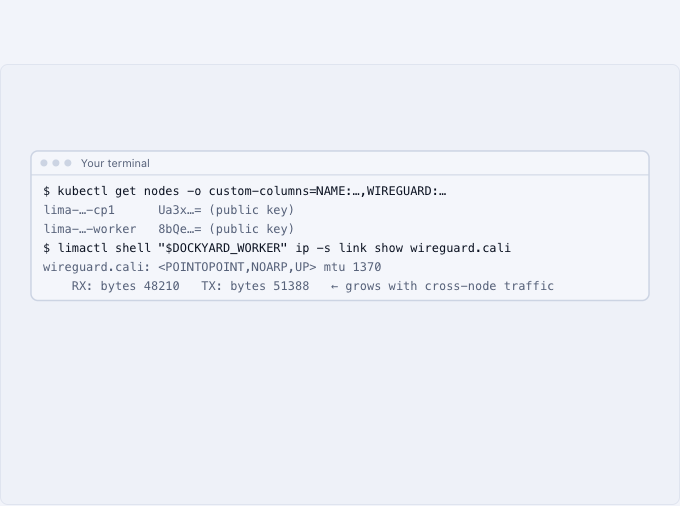 Your terminal
$ kubectl get nodes -o custom-columns=NAME:…,WIREGUARD:…
lima-…-cp1      Ua3x…= (public key)
lima-…-worker   8bQe…= (public key)
$ limactl shell "$DOCKYARD_WORKER" ip -s link show wireguard.cali
wireguard.cali: <POINTOPOINT,NOARP,UP> mtu 1370
    RX: bytes 48210   TX: bytes 51388   ← grows with cross-node traffic